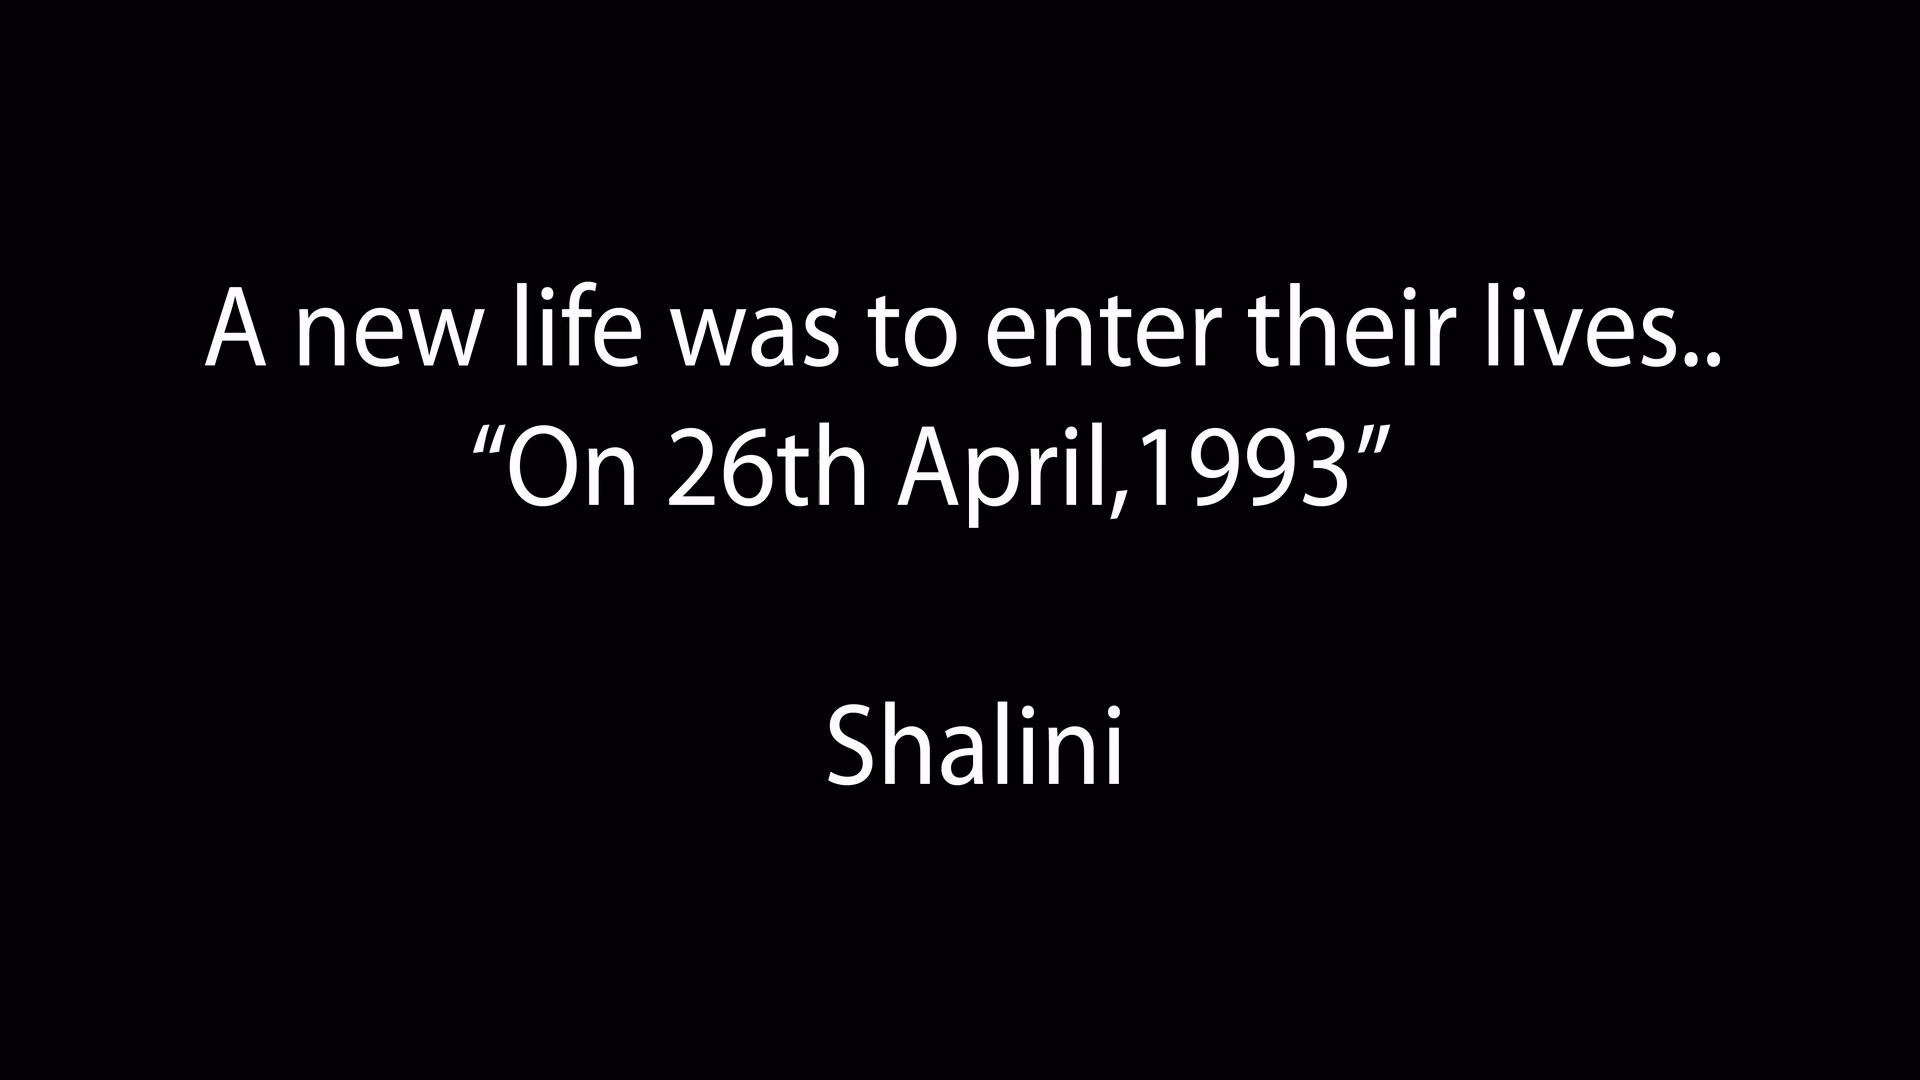 A new life was to enter their lives..
“On 26th April,1993”
Shalini